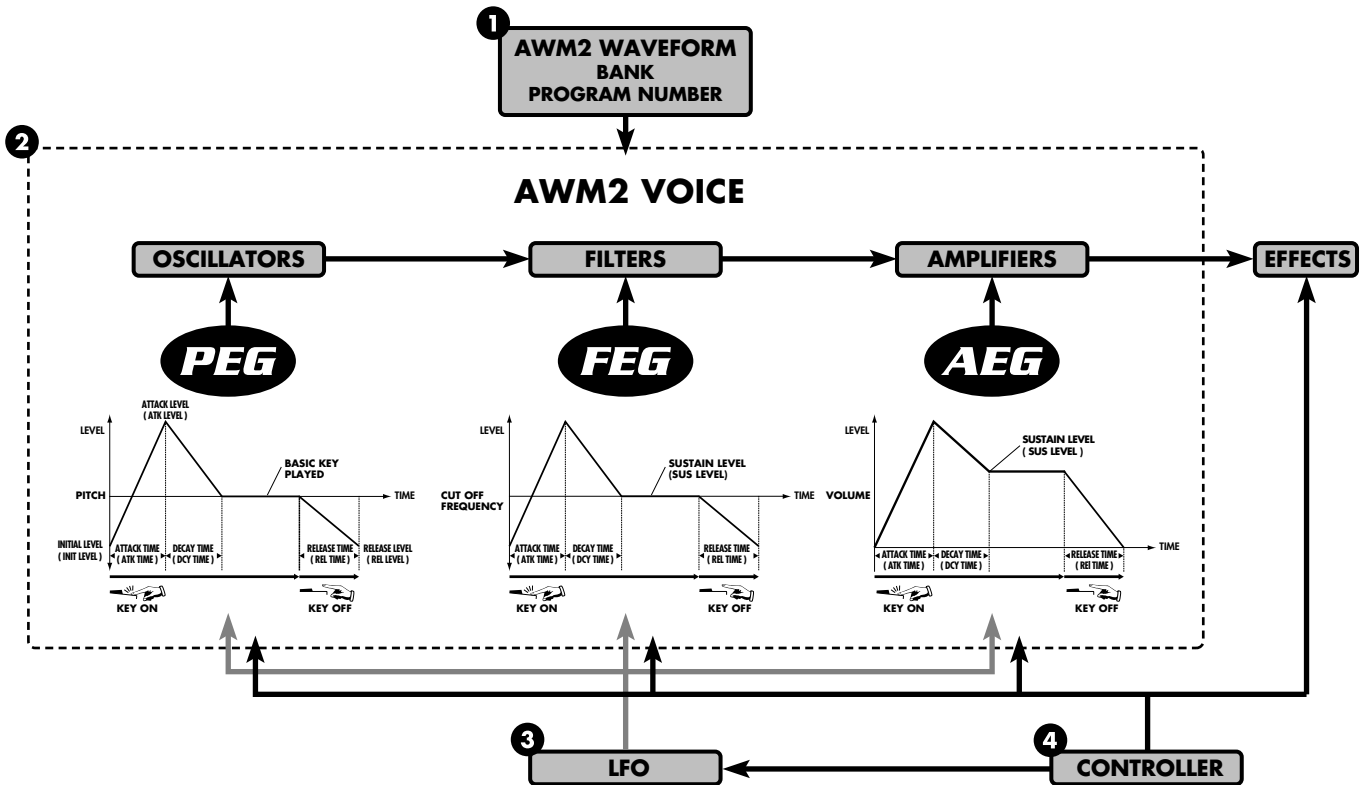 1
AWM2 WAVEFORM
BANK
PROGRAM NUMBER
2
AWM2 VOICE
OSCILLATORS
FILTERS
AMPLIFIERS
EFFECTS
PEG
FEG
AEG
ATTACK LEVEL
( ATK LEVEL )
LEVEL
BASIC KEY
PLAYED
PITCH
TIME
INITIAL LEVEL
( INIT LEVEL )
ATTACK TIME
( ATK TIME )
DECAY TIME
( DCY TIME )
RELEASE TIME
( REL TIME )
RELEASE LEVEL
( REL LEVEL )
KEY ON
KEY OFF
LEVEL
SUSTAIN LEVEL
(SUS LEVEL)
CUT OFF
FREQUENCY
TIME
ATTACK TIME
( ATK TIME )
DECAY TIME
( DCY TIME )
RELEASE TIME
( REL TIME )
KEY ON
KEY OFF
LEVEL
SUSTAIN LEVEL
( SUS LEVEL )
VOLUME
TIME
ATTACK TIME
( ATK TIME )
DECAY TIME
( DCY TIME )
RELEASE TIME
( REl TIME )
KEY ON
KEY OFF
3
LFO
4
CONTROLLER